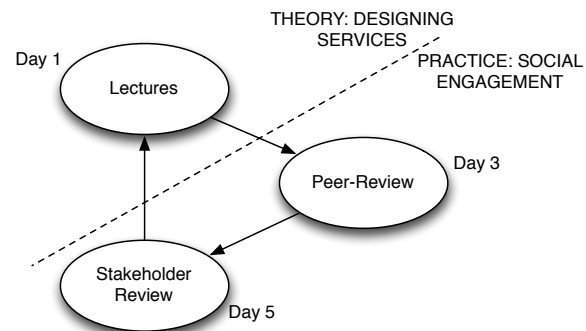 THEORY: DESIGNING
SERVICES
PRACTICE: SOCIAL
ENGAGEMENT
Day 1
Lectures
Peer-Review
Day 3
Stakeholder
Review
Day 5